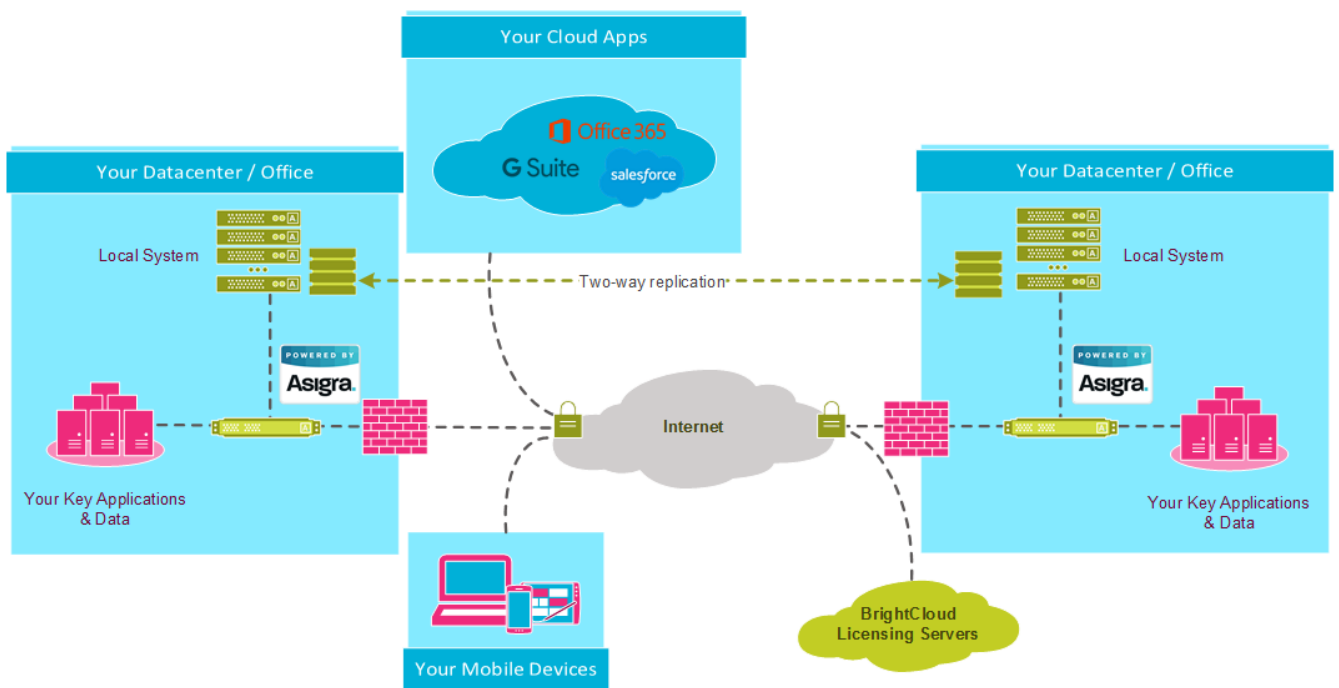 Your Cloud Apps
Office 365
G Suite
salesforce
Your Datacenter / Office
Local System
POWERED BY
Asigra.
Your Key Applications
& Data
Two-way replication
Internet
Your Datacenter / Office
Local System
POWERED BY
Asigra.
Your Key Applications
& Data
Your Mobile Devices
BrightCloud
Licensing Servers